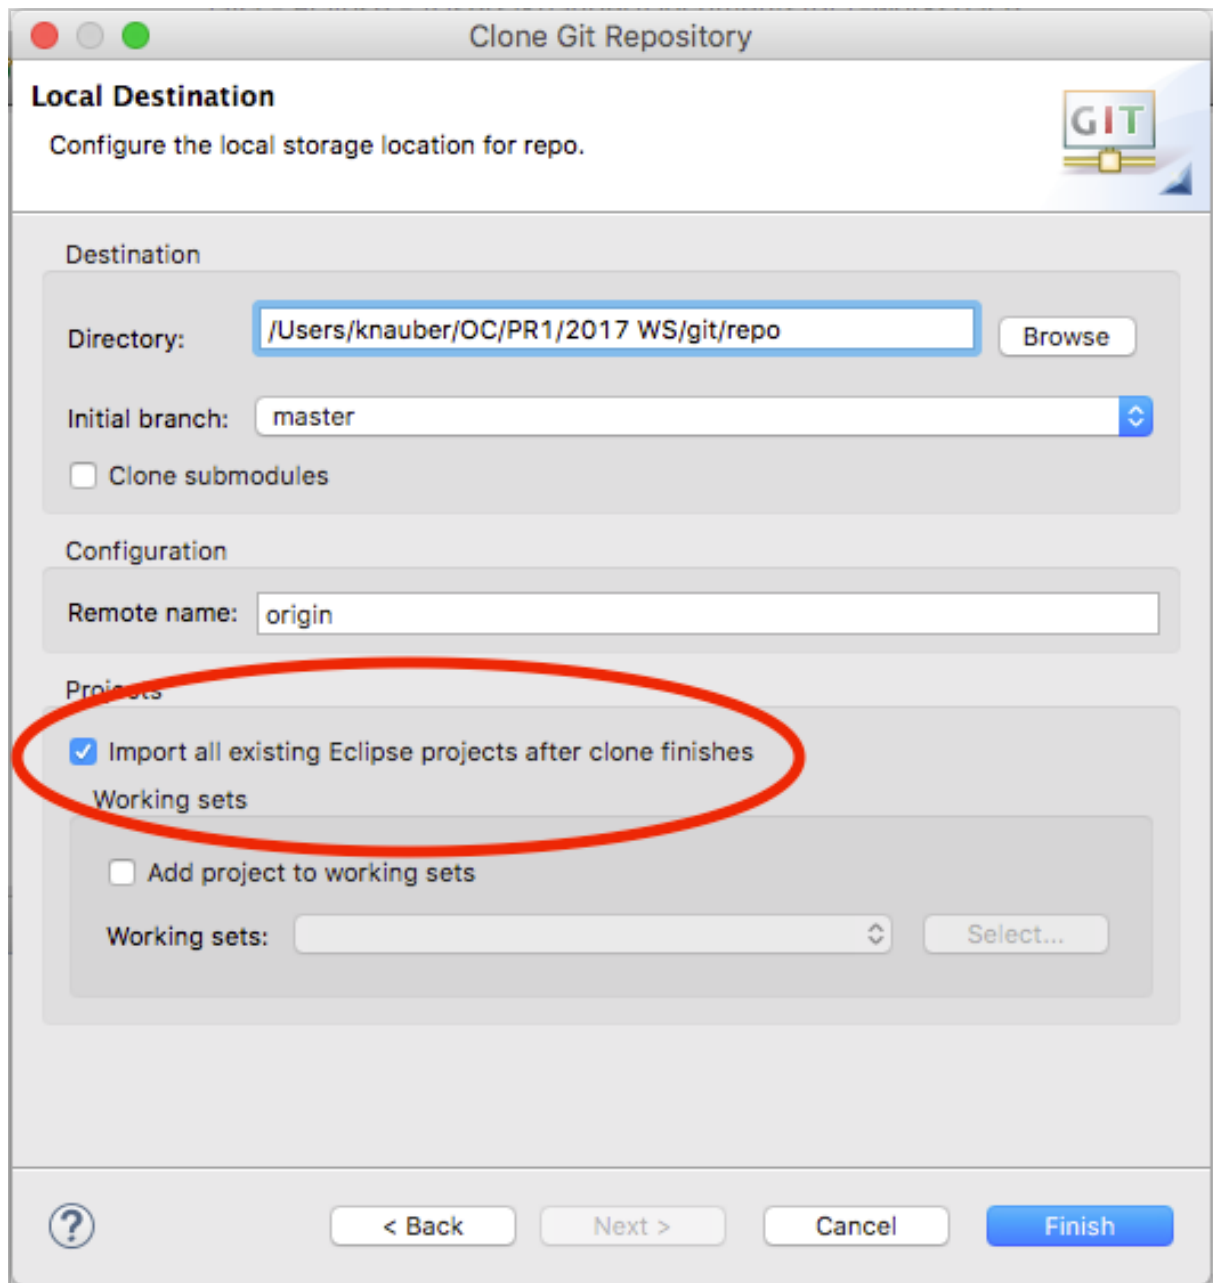 Clone Git Repository
Local Destination
Configure the local storage location for repo.
GIT
Destination
Directory: /Users/knauber/OC/PR1/2017 WS/git/repo Browse
Initial branch: master
Clone submodules
Configuration
Remote name: origin
Projects
Import all existing Eclipse projects after clone finishes
Working sets
Add project to working sets
Working sets: Select...
? < Back Next > Cancel Finish